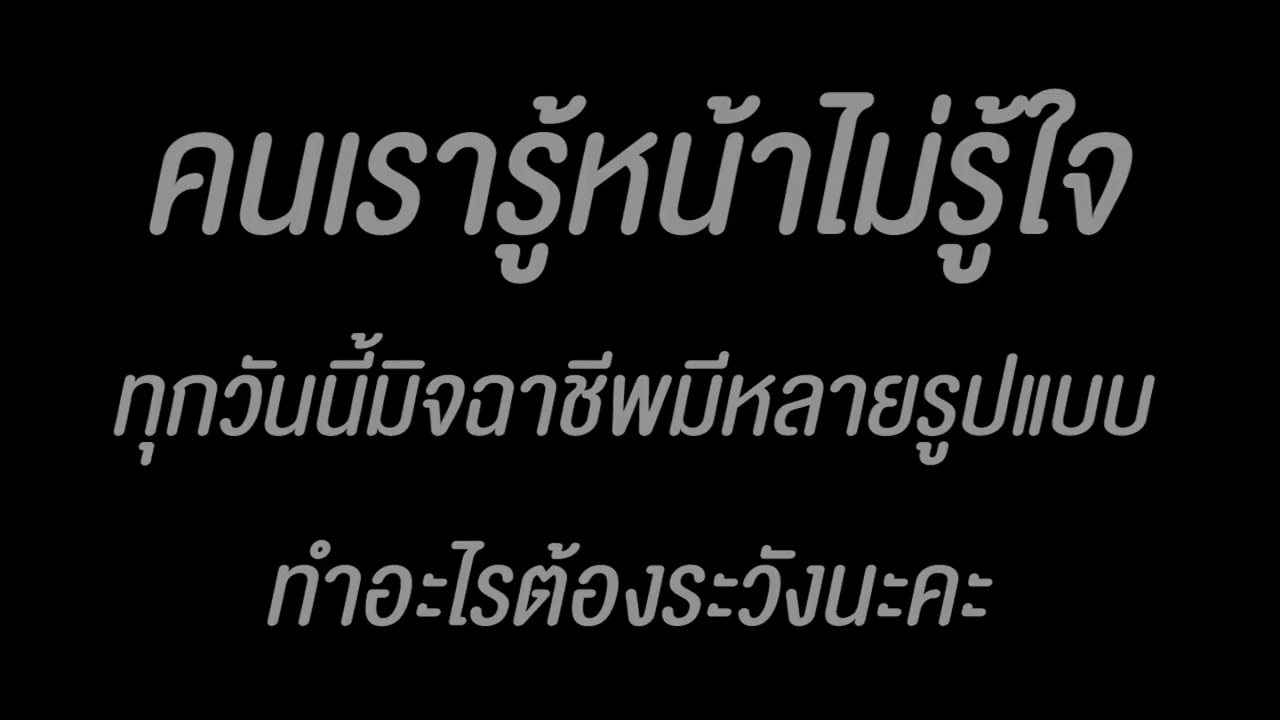 คนเรารู้หน้าไม่รู้ใจ
ทุกวันนี้มิจฉาชีพมีหลายรูปแบบ
ทำอะไรต้องระวังนะคะ